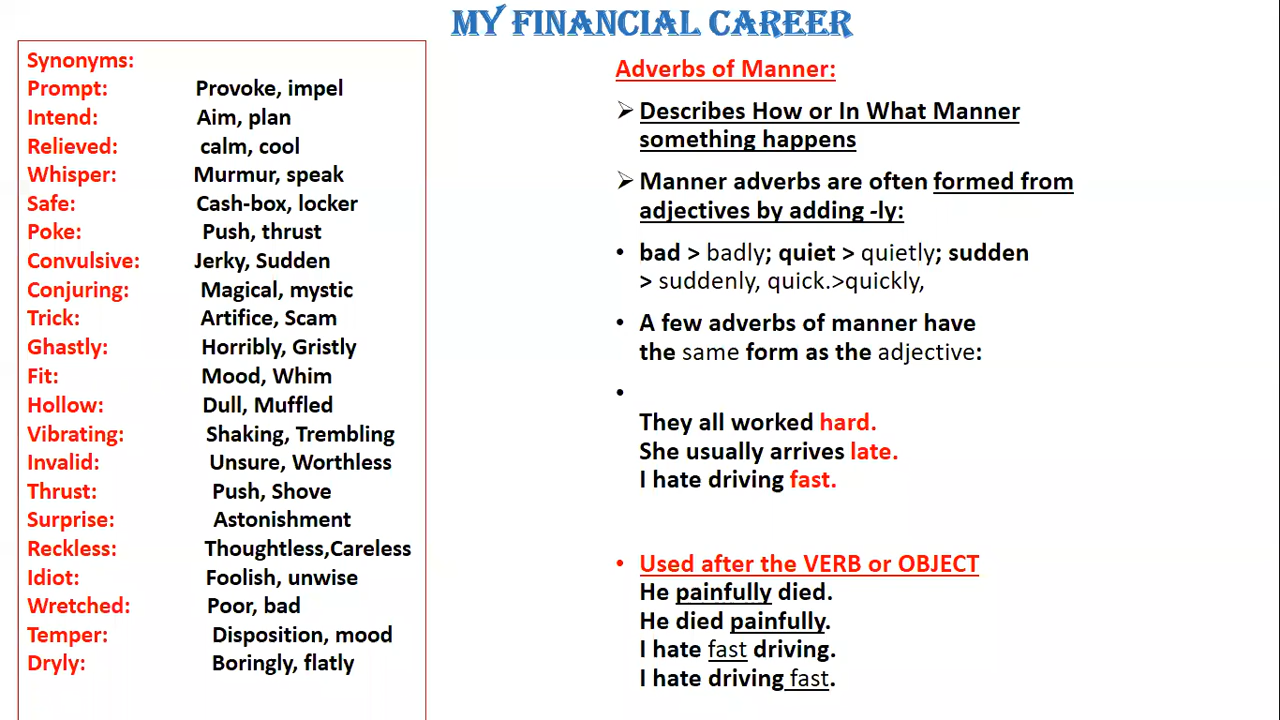 MY FINANCIAL CAREER
Synonyms:
Prompt: Provoke, impel
Intend: Aim, plan
Relieved: calm, cool
Whisper: Murmur, speak
Safe: Cash-box, locker
Poke: Push, thrust
Convulsive: Jerky, Sudden
Conjuring: Magical, mystic
Trick: Artifice, Scam
Ghastly: Horribly, Gristly
Fit: Mood, Whim
Hollow: Dull, Muffled
Vibrating: Shaking, Trembling
Invalid: Unsure, Worthless
Thrust: Push, Shove
Surprise: Astonishment
Reckless: Thoughtless,Careless
Idiot: Foolish, unwise
Wretched: Poor, bad
Temper: Disposition, mood
Dryly: Boringly, flatly
Adverbs of Manner:
➢ Describes How or In What Manner
something happens
➢ Manner adverbs are often formed from
adjectives by adding -ly:
• bad > badly; quiet > quietly; sudden
> suddenly, quick.>quickly,
• A few adverbs of manner have
the same form as the adjective:
•
They all worked hard.
She usually arrives late.
I hate driving fast.
• Used after the VERB or OBJECT
He painfully died.
He died painfully.
I hate fast driving.
I hate driving fast.